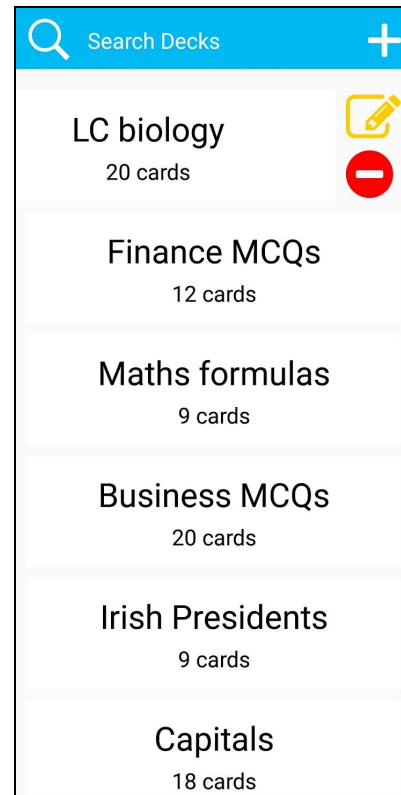 Search Decks
LC biology
20 cards
Finance MCQs
12 cards
Maths formulas
9 cards
Business MCQs
20 cards
Irish Presidents
9 cards
Capitals
18 cards